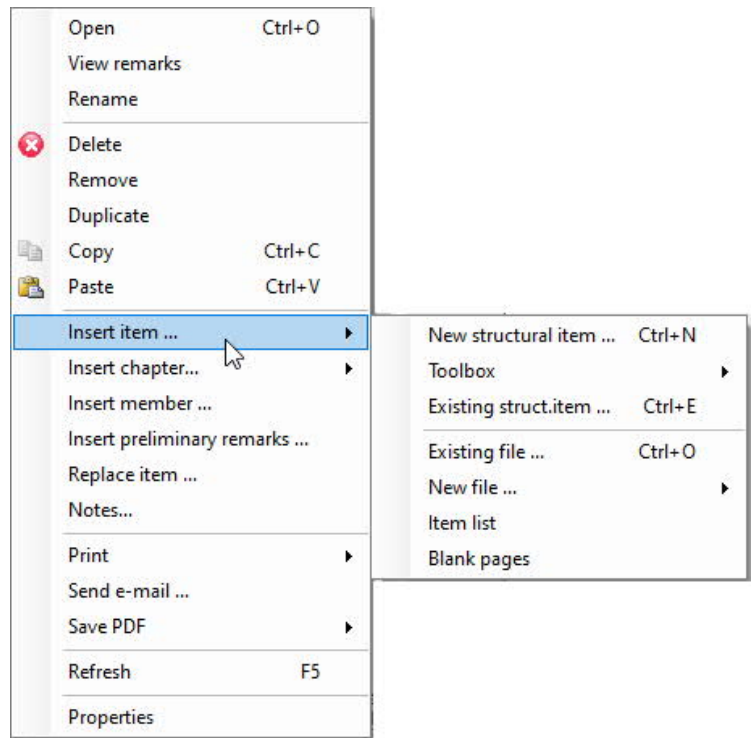 Open Ctrl+O
View remarks
Rename
Delete
Remove
Duplicate
Copy Ctrl+C
Paste Ctrl+V
Insert item ...
Insert chapter...
Insert member ...
Insert preliminary remarks ...
Replace item ...
Notes...
Print
Send e-mail ...
Save PDF
Refresh F5
Properties
New structural item ... Ctrl+N
Toolbox
Existing struct.item ... Ctrl+E
Existing file ... Ctrl+O
New file ...
Item list
Blank pages